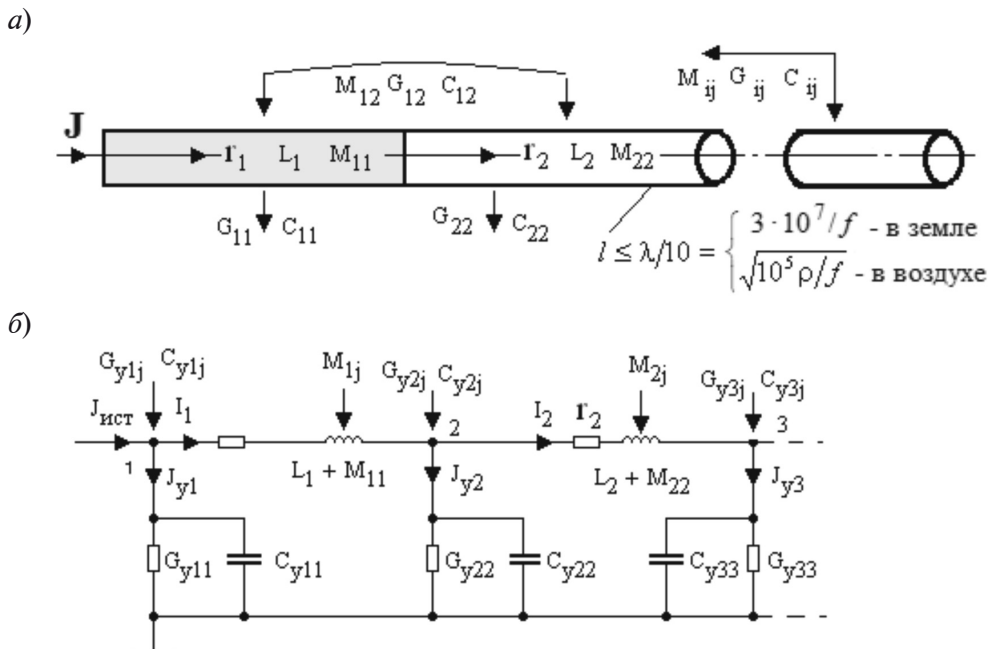 а)
M12 G12 C12
Mij Gij Cij
J
r1 L1 M11
r2 L2 M22
G11 C11
G22 C22
l ≤ λ/10 = { 3 · 10^7/f - в земле
√10^5 ρ/f - в воздухе
б)
Gy1j Cy1j
M1j
Gy2j Cy2j
M2j
Gy3j Cy3j
Jист I1
2
I2 r2
3
1
Jy1
L1 + M11
Jy2
L2 + M22
Jy3
Gy11 Cy11
Gy22 Cy22
Cy33 Gy33